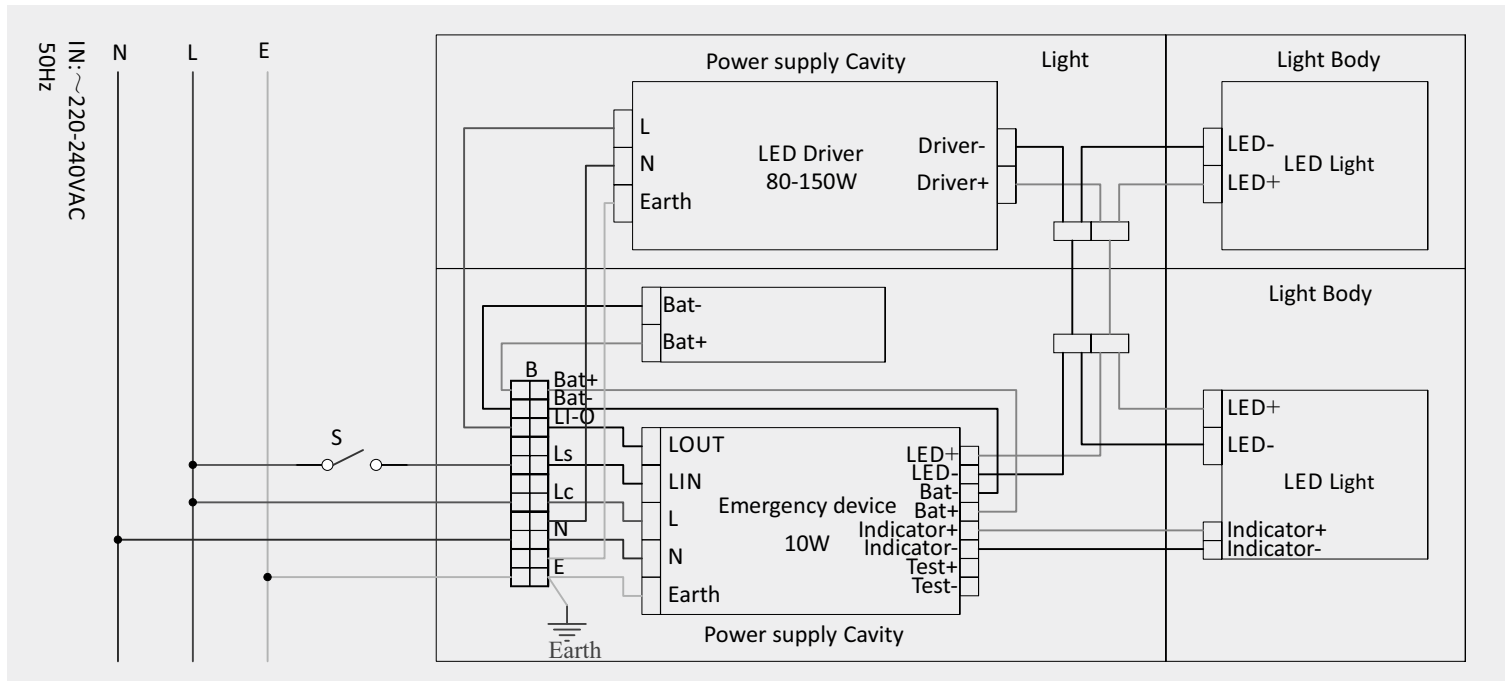 IN:～220-240VAC
50Hz
N
L
E
Power supply Cavity
Light
Light Body
L
N
Earth
LED Driver
80-150W
Driver-
Driver+
LED-
LED+
LED Light
Light Body
Bat-
Bat+
B
Bat+
Bat-
LI-O
Ls
Lc
N
E
S
LOUT
LIN
L
N
Earth
Emergency device
10W
LED+
LED-
Bat-
Bat+
Indicator+
Indicator-
Test+
Test-
LED+
LED-
LED Light
Indicator+
Indicator-
Earth
Power supply Cavity